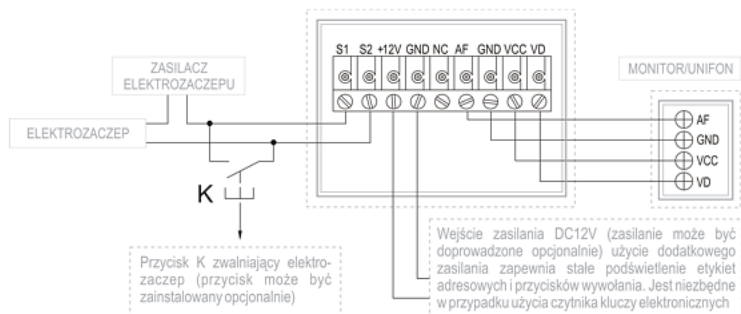 S1 S2 +12V GND NC AF GND VCC VD
ZASILACZ
ELEKTROZACZEPU
ELEKTROZACZEP
MONITOR/UNIFON
AF
GND
VCC
VD
K
Przycisk K zwalniający elektro-
zaczep (przycisk może być
zainstalowany opcjonalnie)
Wejście zasilania DC12V (zasilanie może być
doprowadzone opcjonalnie) użycie dodatkowego
zasilania zapewnia stałe podświetlenie etykiet
adresowych i przycisków wywołania. Jest niezbędne
w przypadku użycia czytnika kluczy elektronicznych